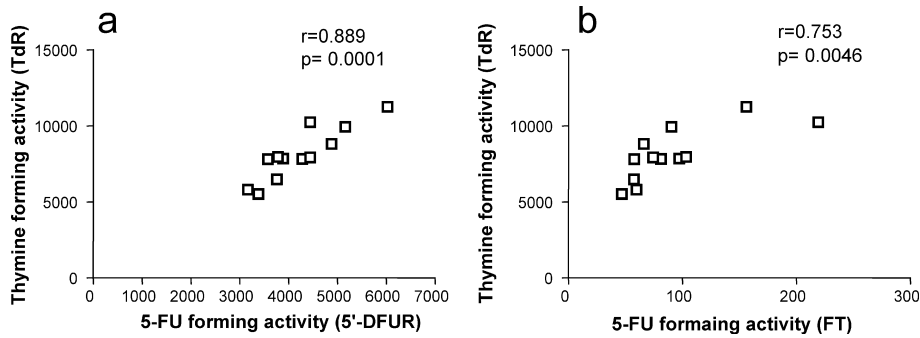 a
r=0.889
p= 0.0001
Thymine forming activity (TdR)
15000
10000
5000
0
0 1000 2000 3000 4000 5000 6000 7000
5-FU forming activity (5'-DFUR)
b
r=0.753
p= 0.0046
Thymine forming activity (TdR)
15000
10000
5000
0
0 100 200 300
5-FU formaing activity (FT)